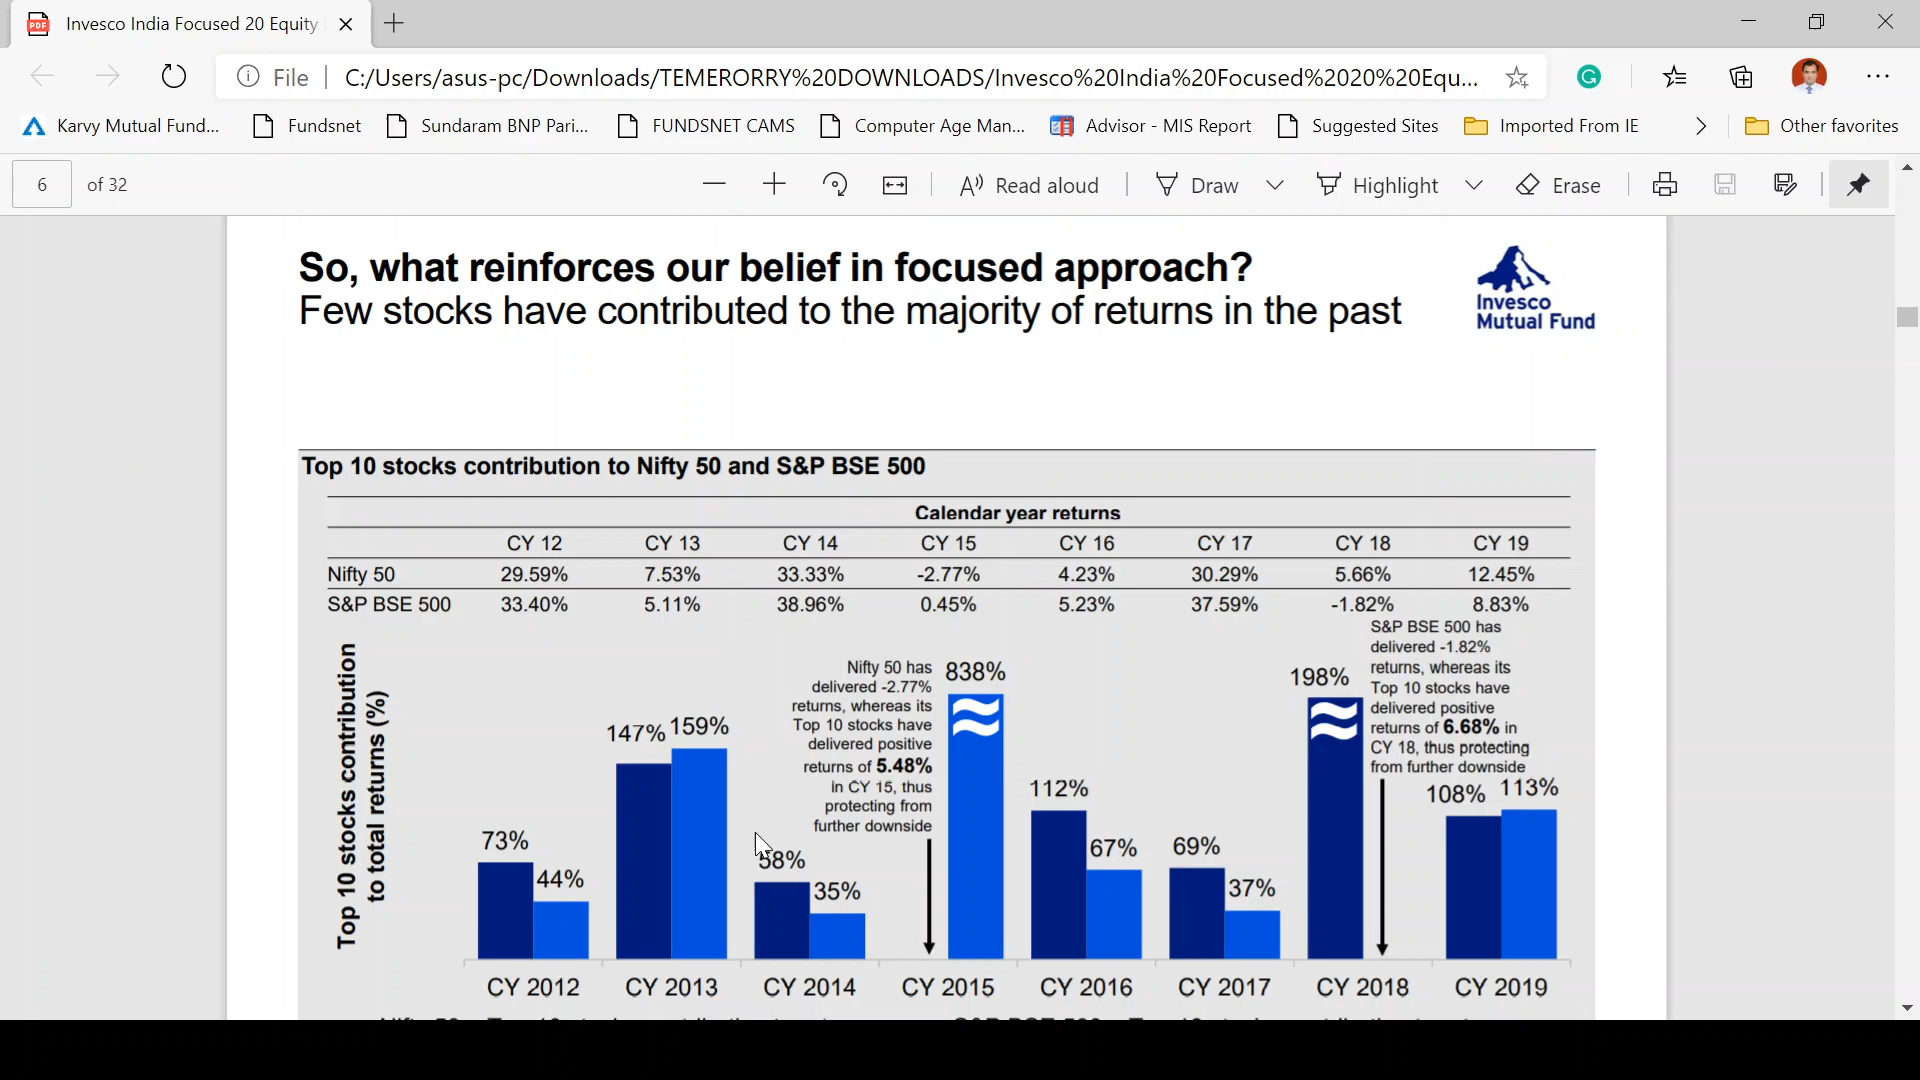 Invesco India Focused 20 Equity
File
C:/Users/asus-pc/Downloads/TEMERORRY%20DOWNLOADS/Invesco%20India%20Focused%2020%20Equ...
Karvy Mutual Fund...
Fundsnet
Sundaram BNP Pari...
FUNDSNET CAMS
Computer Age Man...
Advisor - MIS Report
Suggested Sites
Imported From IE
Other favorites
6 of 32
Read aloud
Draw
Highlight
Erase
So, what reinforces our belief in focused approach?
Few stocks have contributed to the majority of returns in the past
Invesco
Mutual Fund
Top 10 stocks contribution to Nifty 50 and S&P BSE 500
Calendar year returns
CY 12 CY 13 CY 14 CY 15 CY 16 CY 17 CY 18 CY 19
Nifty 50 29.59% 7.53% 33.33% -2.77% 4.23% 30.29% 5.66% 12.45%
S&P BSE 500 33.40% 5.11% 38.96% 0.45% 5.23% 37.59% -1.82% 8.83%
Top 10 stocks contribution
to total returns (%)
73%
44%
147%
159%
58%
35%
Nifty 50 has
delivered -2.77%
returns, whereas its
Top 10 stocks have
delivered positive
returns of 5.48%
in CY 15, thus
protecting from
further downside
838%
112%
67%
69%
37%
198%
S&P BSE 500 has
delivered -1.82%
returns, whereas its
Top 10 stocks have
delivered positive
returns of 6.68% in
CY 18, thus protecting
from further downside
108%
113%
CY 2012 CY 2013 CY 2014 CY 2015 CY 2016 CY 2017 CY 2018 CY 2019